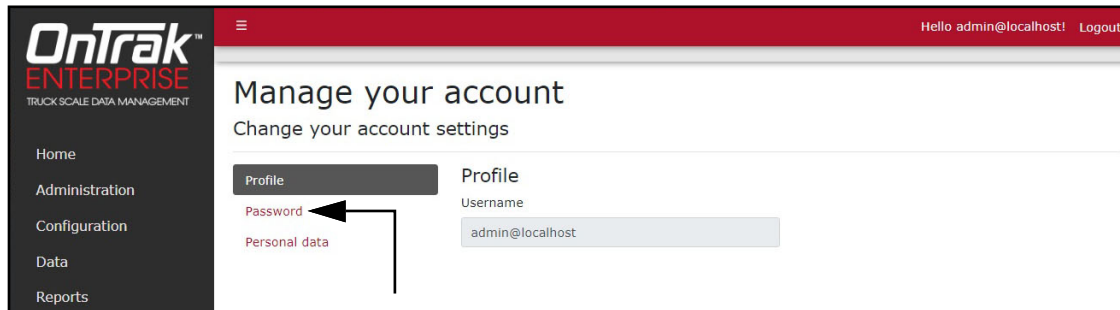 OnTrak™
ENTERPRISE
TRUCK SCALE DATA MANAGEMENT
Home
Administration
Configuration
Data
Reports
☰
Hello admin@localhost! Logout
Manage your account
Change your account settings
Profile
Password
Personal data
Profile
Username
admin@localhost